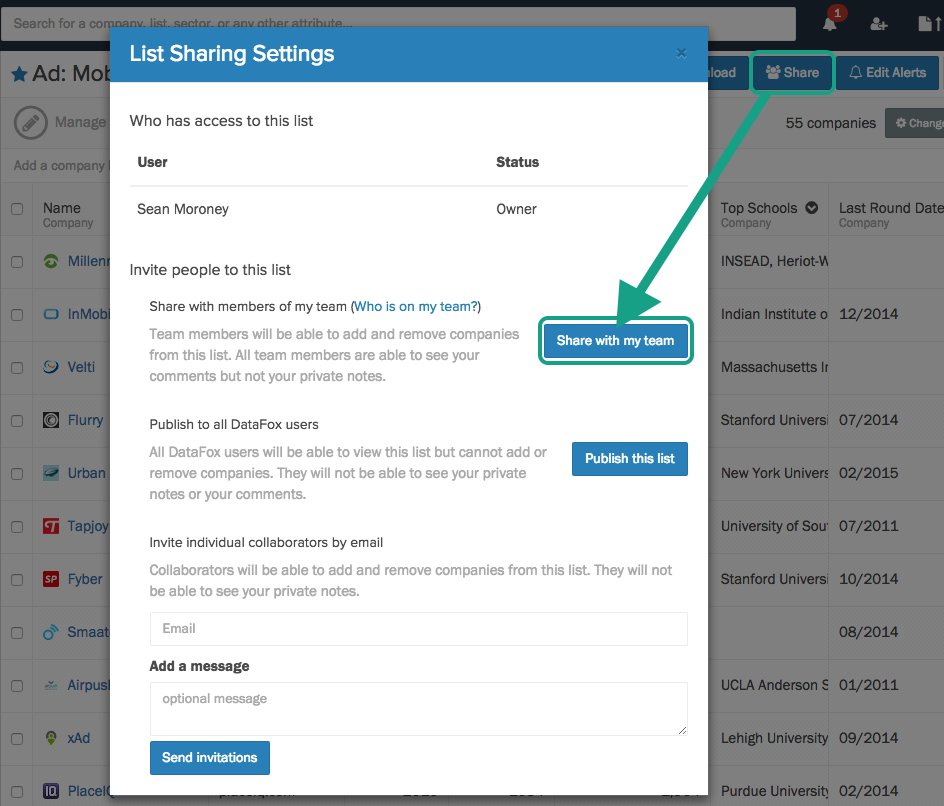 Search for a company, list, sector, or any other attribute...
1
List Sharing Settings
×
Ad: Mob
Share
Edit Alerts
Manage
55 companies
Add a company
Who has access to this list
User Status
Sean Moroney Owner
Name
Company
Top Schools
Company
Last Round Date
Company
INSEAD, Heriot-W
Invite people to this list
Share with members of my team (Who is on my team?)
Team members will be able to add and remove companies
from this list. All team members are able to see your
comments but not your private notes.
Share with my team
Publish to all DataFox users
All DataFox users will be able to view this list but cannot add or
remove companies. They will not be able to see your private
notes or your comments.
Publish this list
Invite individual collaborators by email
Collaborators will be able to add and remove companies from this list. They will not
be able to see your private notes.
Email
Add a message
optional message
Send invitations
InMobi Indian Institute o 12/2014
Velti Massachusetts In
Flurry Stanford Universi 07/2014
Urban New York Univers 02/2015
Tapjoy University of Sou 07/2011
SP Fyber Stanford Universi 10/2014
Smaat 08/2014
Airpus UCLA Anderson S 01/2011
xAd Lehigh University 09/2014
PlaceIQ Purdue University 02/2014